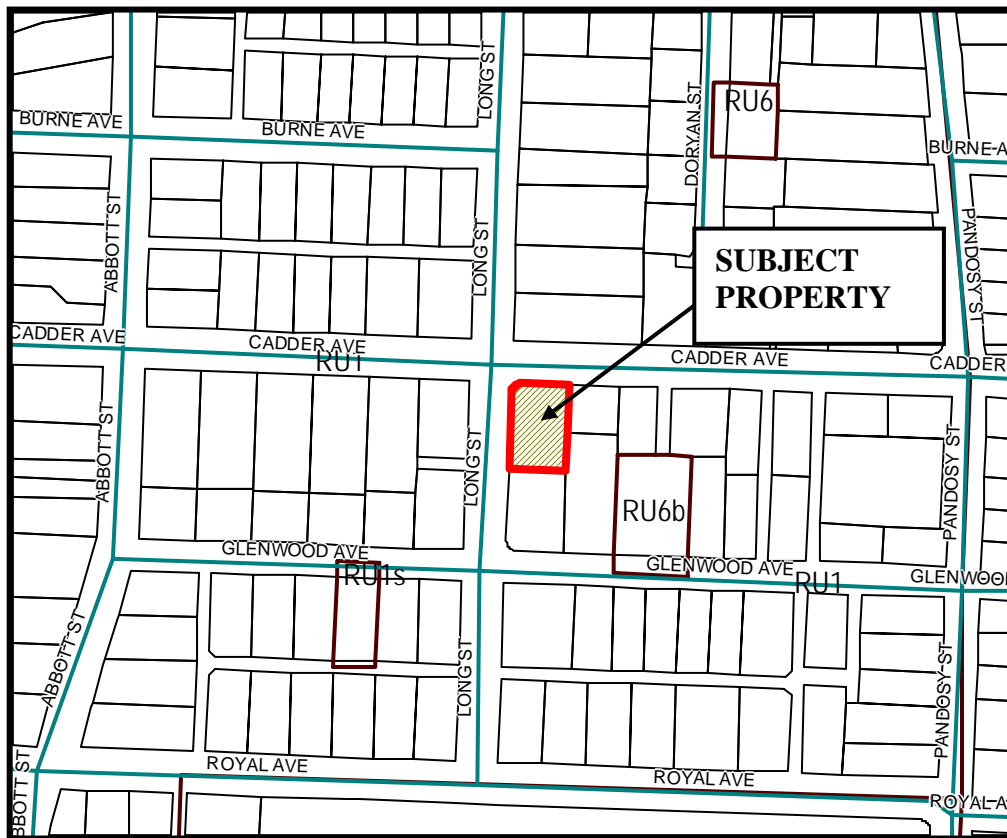 LONG ST
DORYAN ST
RU6
BURNE AVE
BURNE AVE
BURNE A
ABBOTT ST
LONG ST
PANDOSY ST
SUBJECT
PROPERTY
CADDER AVE
CADDER AVE
CADDER AVE
CADDER
RU1
ABBOTT ST
LONG ST
PANDOSY ST
RU6b
GLENWOOD AVE
GLENWOOD AVE
GLENWOOD
RU1s
RU1
ABBOTT ST
LONG ST
PANDOSY ST
ROYAL AVE
ROYAL AVE
ROYAL A
BBOTT ST